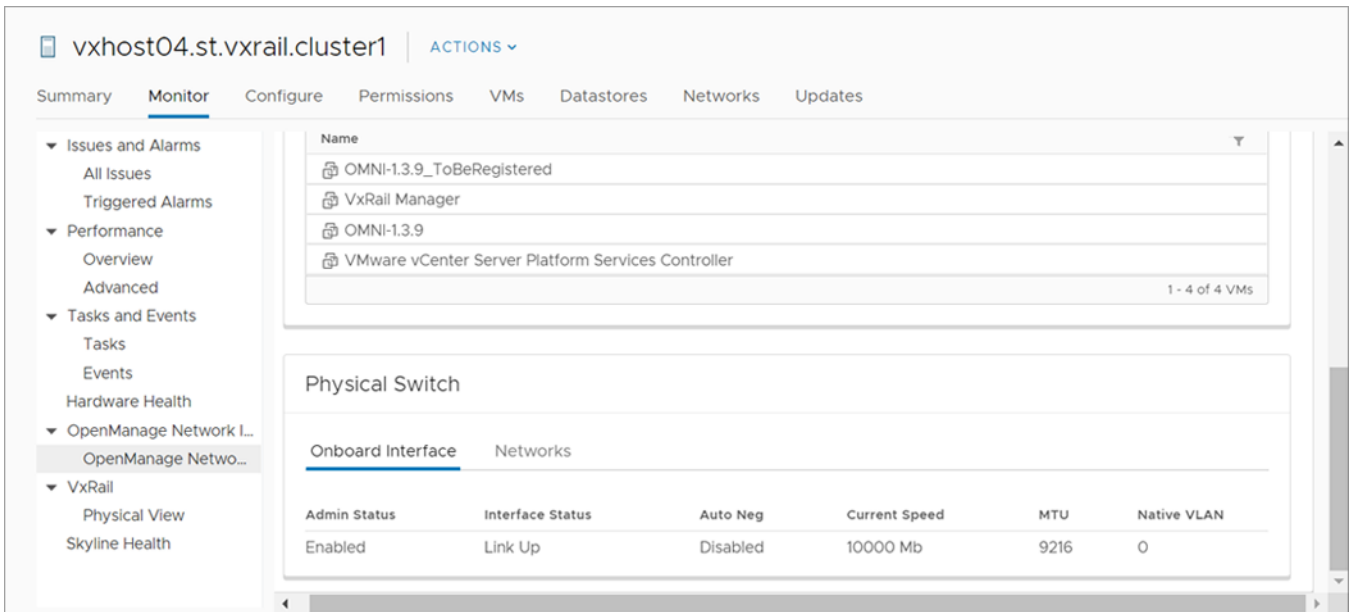 vxhost04.st.vxrail.cluster1 ACTIONS
Summary Monitor Configure Permissions VMs Datastores Networks Updates
Issues and Alarms
All Issues
Triggered Alarms
Performance
Overview
Advanced
Tasks and Events
Tasks
Events
Hardware Health
OpenManage Network I...
OpenManage Netwo...
VxRail
Physical View
Skyline Health
Name
OMNI-1.3.9_ToBeRegistered
VxRail Manager
OMNI-1.3.9
VMware vCenter Server Platform Services Controller
1 - 4 of 4 VMs
Physical Switch
Onboard Interface Networks
Admin Status Interface Status Auto Neg Current Speed MTU Native VLAN
Enabled Link Up Disabled 10000 Mb 9216 0